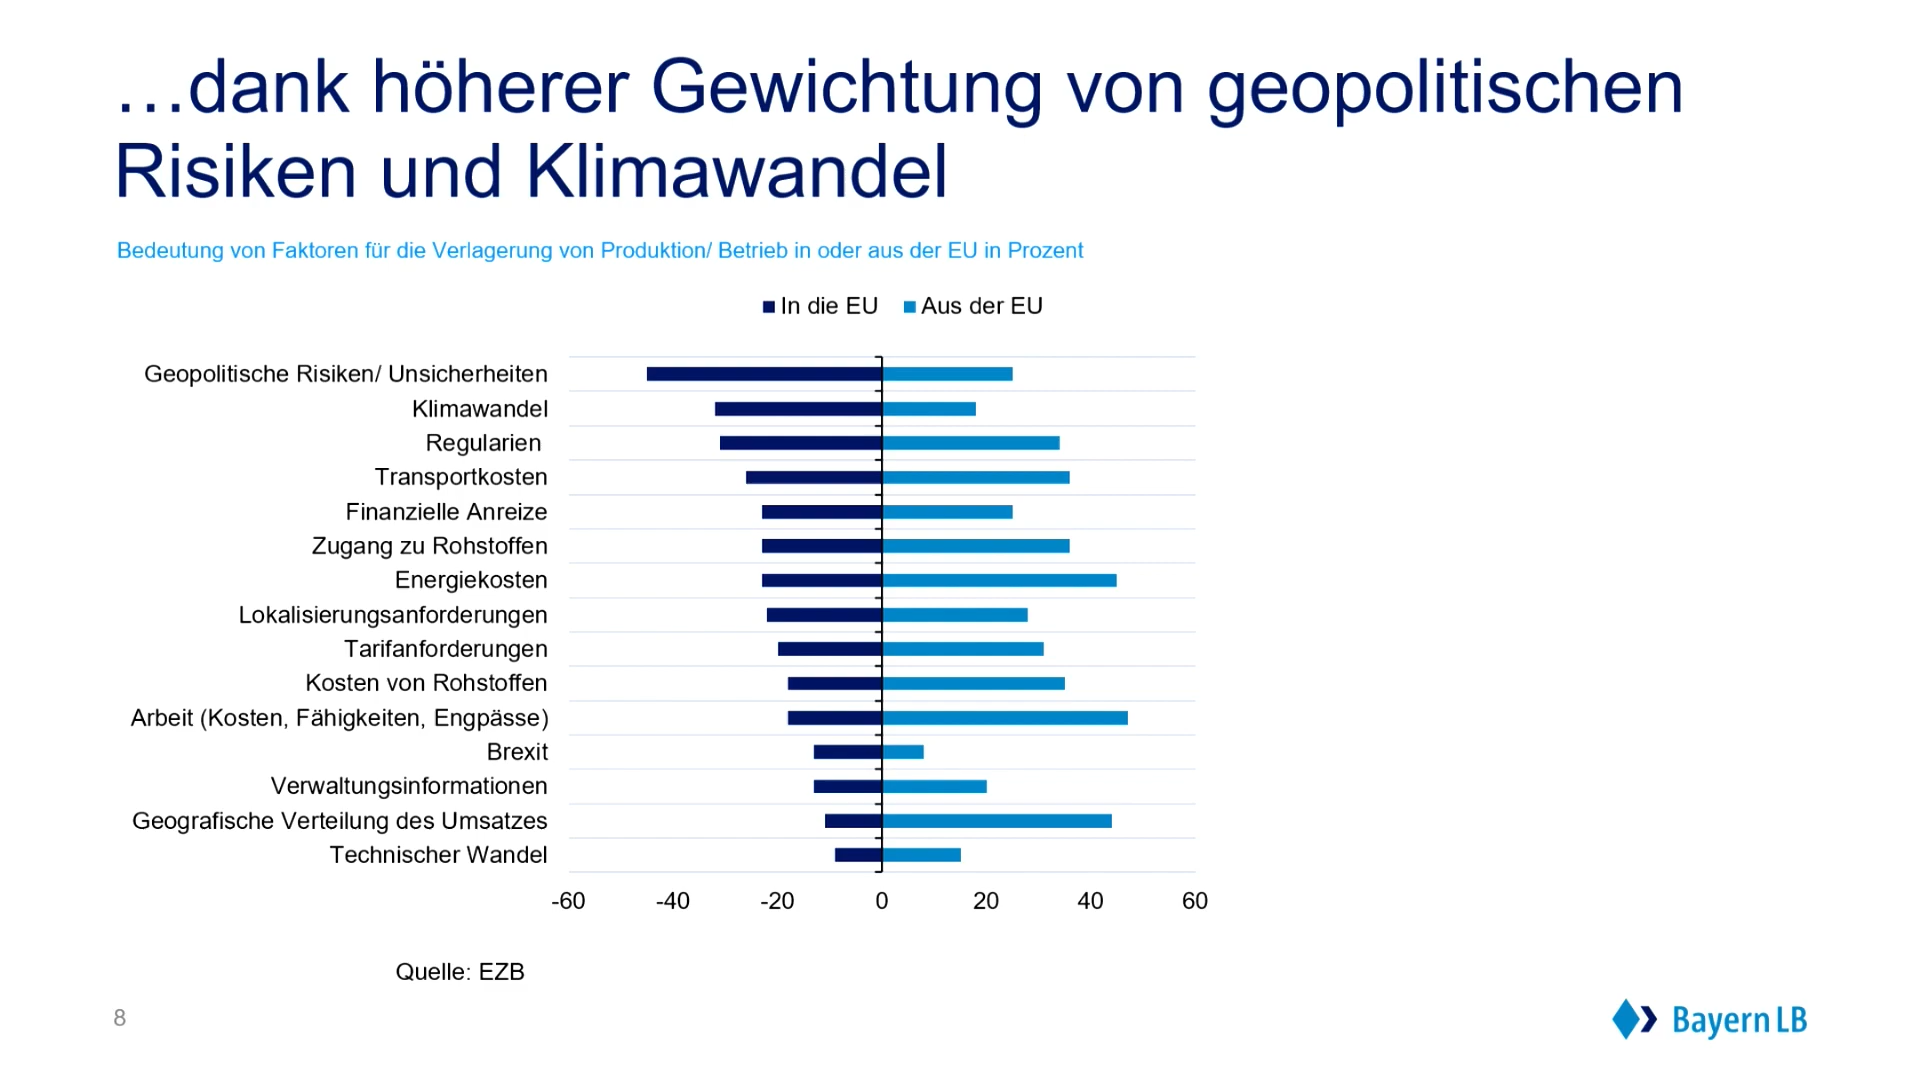 …dank höherer Gewichtung von geopolitischen
Risiken und Klimawandel
Bedeutung von Faktoren für die Verlagerung von Produktion/ Betrieb in oder aus der EU in Prozent
In die EU Aus der EU
Geopolitische Risiken/ Unsicherheiten
Klimawandel
Regularien
Transportkosten
Finanzielle Anreize
Zugang zu Rohstoffen
Energiekosten
Lokalisierungsanforderungen
Tarifanforderungen
Kosten von Rohstoffen
Arbeit (Kosten, Fähigkeiten, Engpässe)
Brexit
Verwaltungsinformationen
Geografische Verteilung des Umsatzes
Technischer Wandel
-60 -40 -20 0 20 40 60
Quelle: EZB
8
Bayern LB